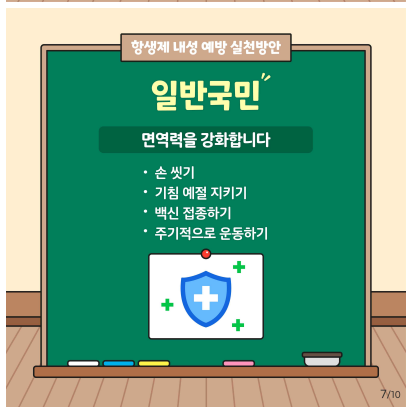 항생제 내성 예방 실천방안
일반국민
면역력을 강화합니다
• 손 씻기
• 기침 예절 지키기
• 백신 접종하기
• 주기적으로 운동하기
7/10